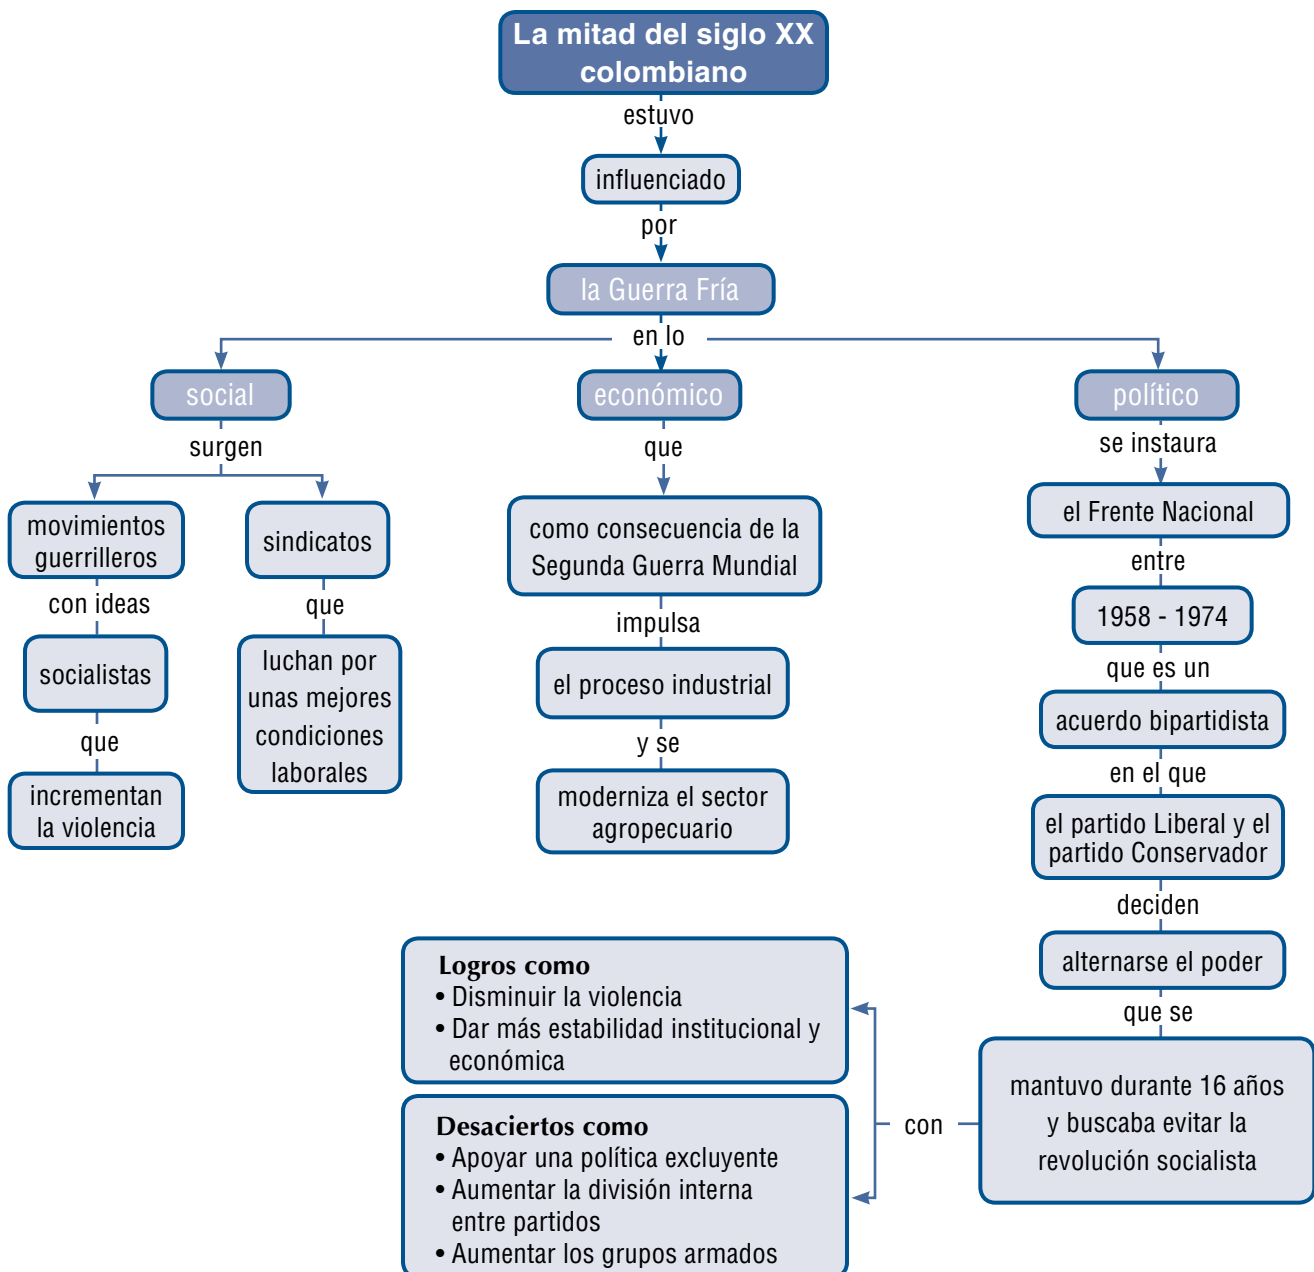 La mitad del siglo XX
colombiano
estuvo
influenciado
por
la Guerra Fría
en lo
social
surgen
movimientos
guerrilleros
con ideas
socialistas
que
incrementan
la violencia
sindicatos
que
luchan por
unas mejores
condiciones
laborales
económico
que
como consecuencia de la
Segunda Guerra Mundial
impulsa
el proceso industrial
y se
moderniza el sector
agropecuario
político
se instaura
el Frente Nacional
entre
1958 - 1974
que es un
acuerdo bipartidista
en el que
el partido Liberal y el
partido Conservador
deciden
alternarse el poder
que se
mantuvo durante 16 años
y buscaba evitar la
revolución socialista
con
Logros como
• Disminuir la violencia
• Dar más estabilidad institucional y
económica
Desaciertos como
• Apoyar una política excluyente
• Aumentar la división interna
entre partidos
• Aumentar los grupos armados